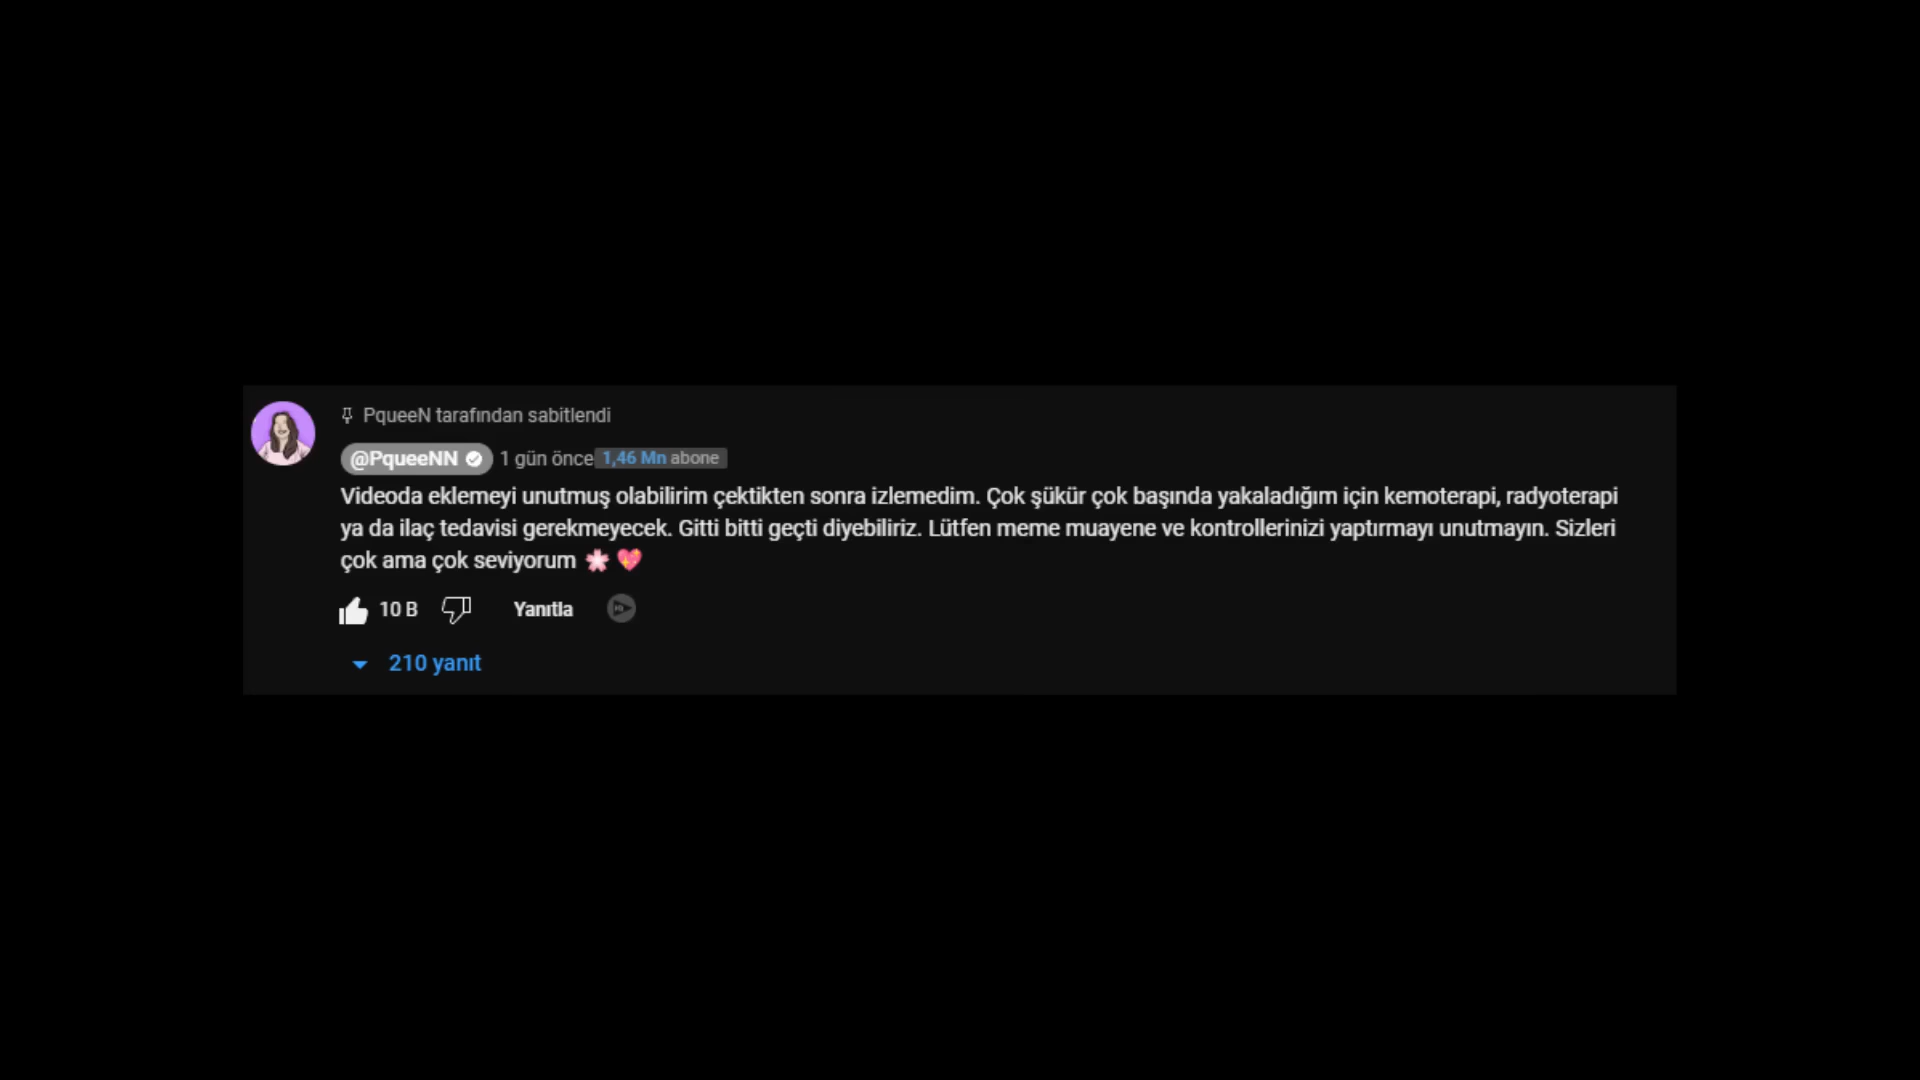 PqueeN tarafından sabitlendi
@PqueeNN 1 gün önce 1,46 Mn abone
Videoda eklemeyi unutmuş olabilirim çektikten sonra izlemedim. Çok şükür çok başında yakaladığım için kemoterapi, radyoterapi
ya da ilaç tedavisi gerekmeyecek. Gitti bitti geçti diyebiliriz. Lütfen meme muayene ve kontrollerinizi yaptırmayı unutmayın. Sizleri
çok ama çok seviyorum 🌸 💖
10 B Yanıtla
210 yanıt